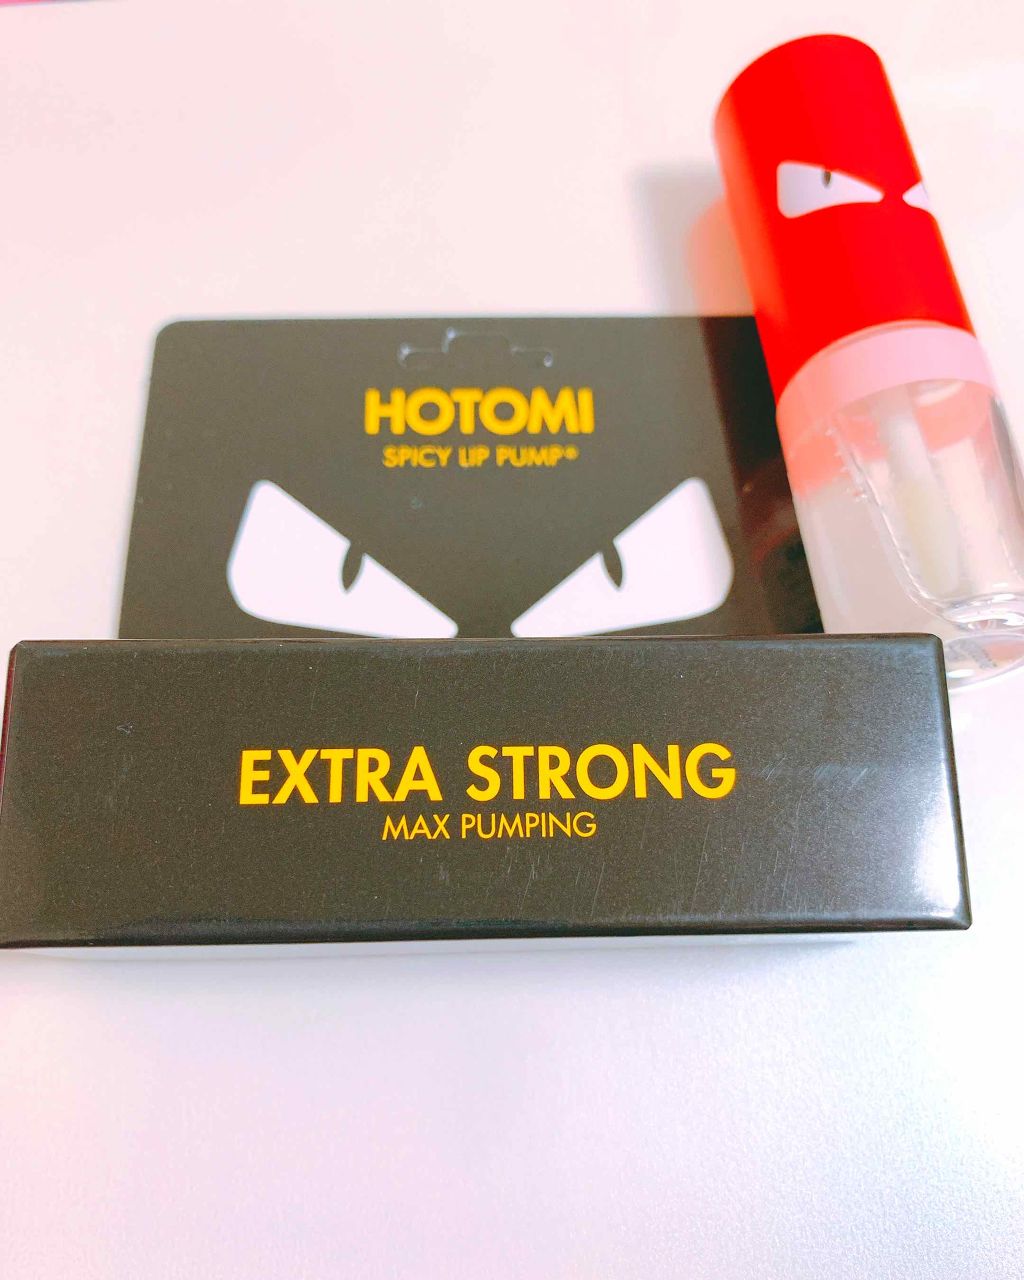 HOTOMI
SPICY LIP PUMP®
EXTRA STRONG
MAX PUMPING